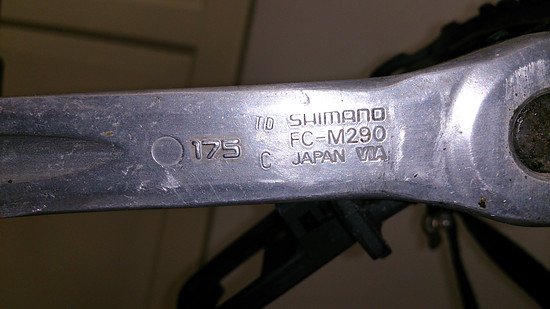 TD SHIMANO
175 FC-M290
C JAPAN VIA